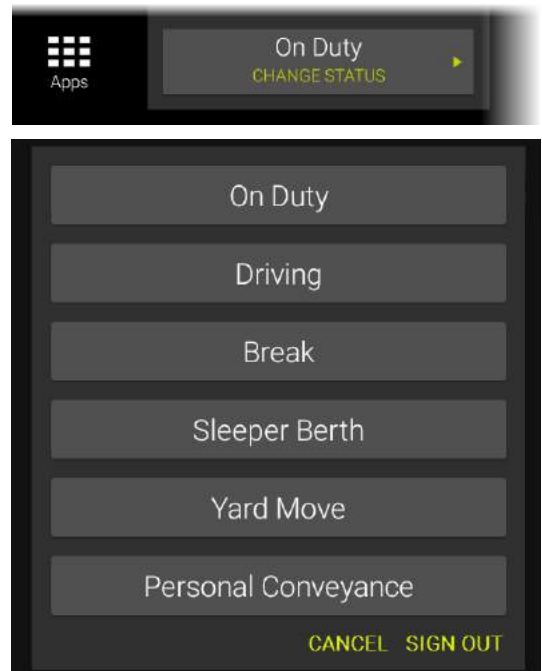 On Duty
CHANGE STATUS
Apps
On Duty
Driving
Break
Sleeper Berth
Yard Move
Personal Conveyance
CANCEL SIGN OUT